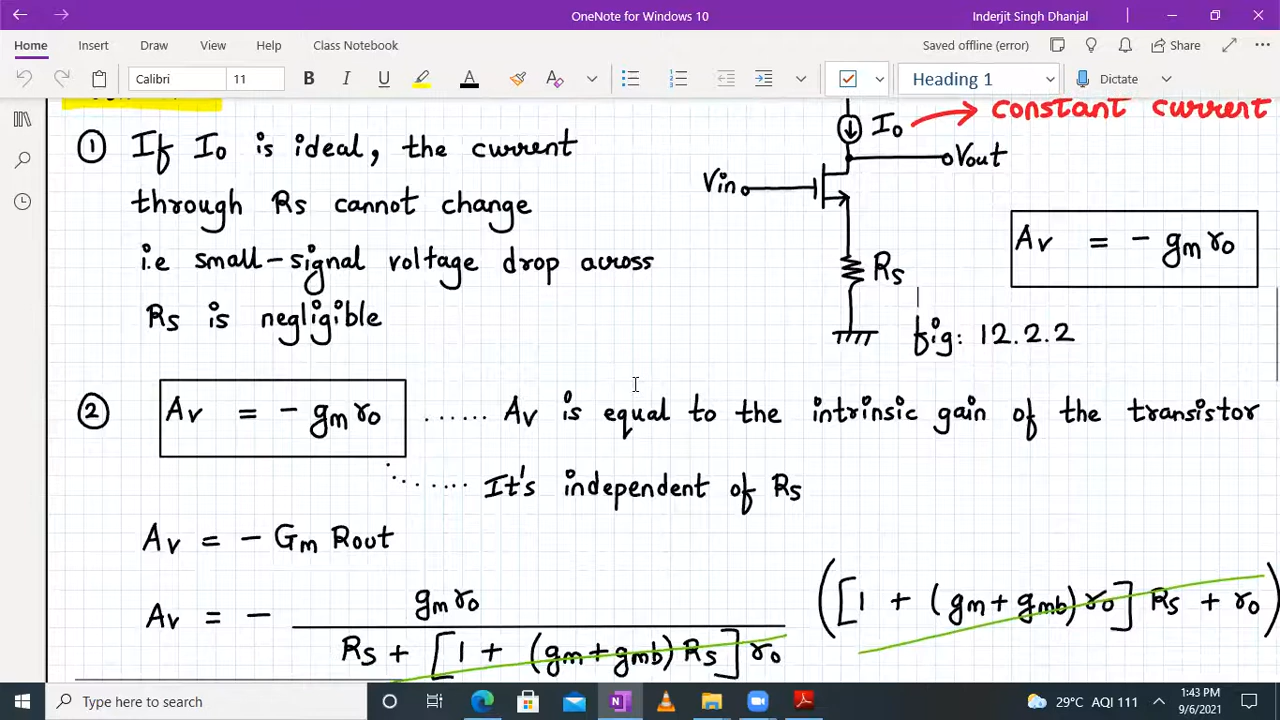 OneNote for Windows 10
Inderjit Singh Dhanjal
Home Insert Draw View Help Class Notebook
Saved offline (error) Share
Calibri 11 B I U A A Heading 1 Dictate
① If Io is ideal, the current
through Rs cannot change
i.e small-signal voltage drop across
Rs is negligible
Io → constant current
Vout
Vin
Rs
Av = - gm ro
fig: 12.2.2
② Av = - gm ro ...... Av is equal to the intrinsic gain of the transistor
...... It's independent of Rs
Av = - Gm Rout
Av = - gm ro / Rs + [1 + (gm + gmb) Rs] ro ([1 + (gm + gmb) ro] Rs + ro)
Type here to search
29°C AQI 111
1:43 PM
9/6/2021